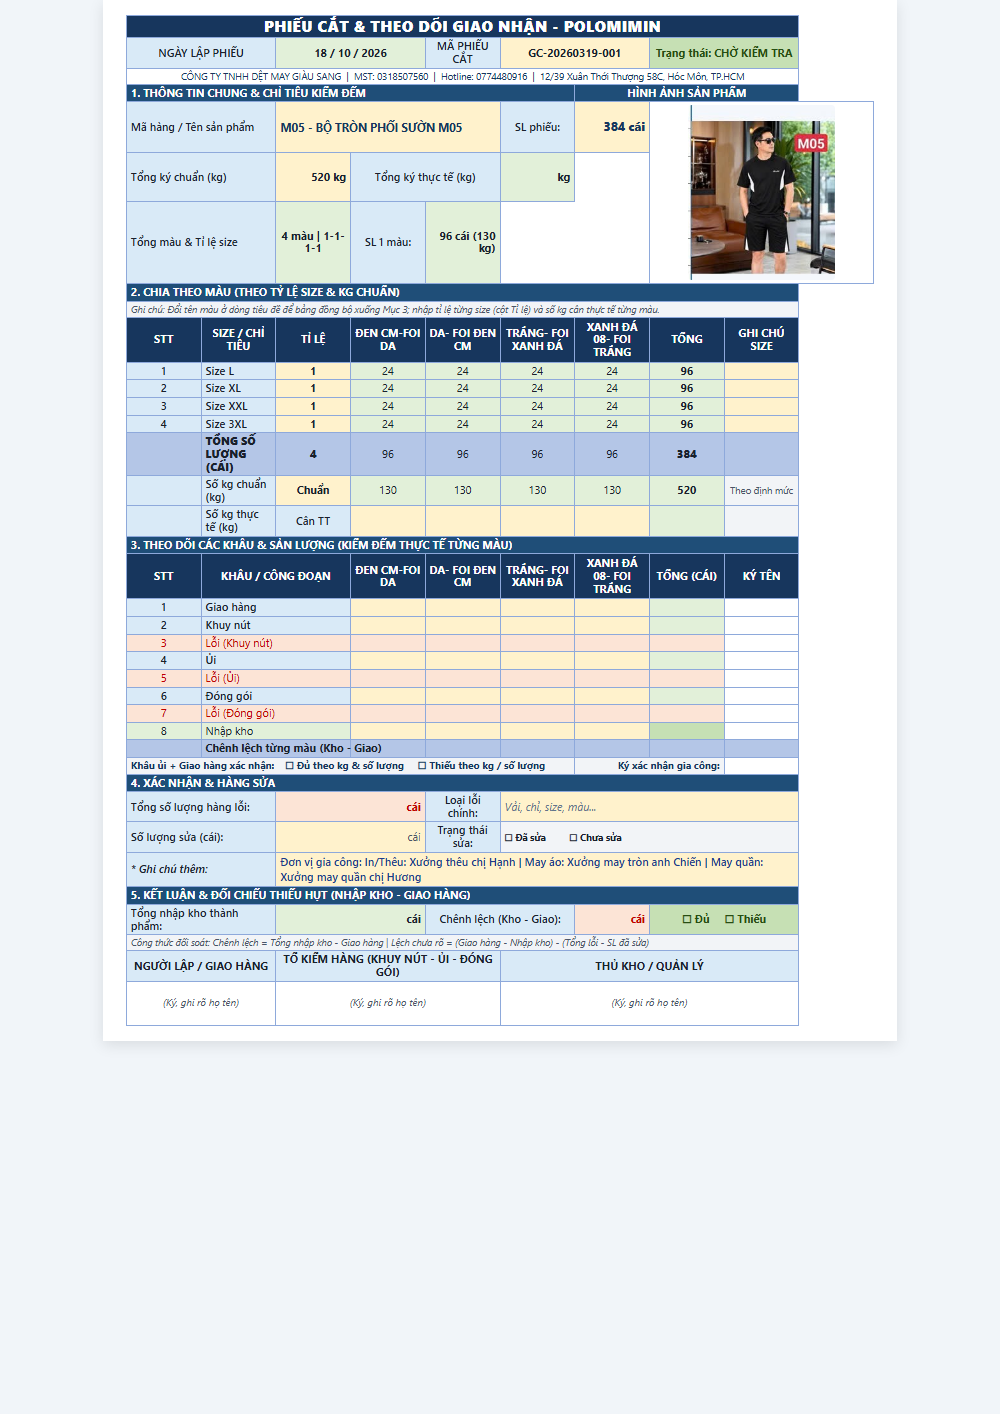 PHIẾU CẮT & THEO DÕI GIAO NHẬN - POLOMIMIN
NGÀY LẬP PHIẾU 18 / 10 / 2026 MÃ PHIẾU CẮT GC-20260319-001 Trạng thái: CHỜ KIỂM TRA
CÔNG TY TNHH DỆT MAY GIÀU SANG | MST: 0318507560 | Hotline: 0774480916 | 12/39 Xuân Thới Thượng 58C, Hóc Môn, TP.HCM
1. THÔNG TIN CHUNG & CHỈ TIÊU KIỂM ĐẾM HÌNH ẢNH SẢN PHẨM
Mã hàng / Tên sản phẩm M05 - BỘ TRÒN PHỐI SƯỜN M05 SL phiếu: 384 cái
M05
Tổng ký chuẩn (kg) 520 kg Tổng ký thực tế (kg) kg
Tổng màu & Tỉ lệ size 4 màu | 1-1-1-1 SL 1 màu: 96 cái (130 kg)
2. CHIA THEO MÀU (THEO TỶ LỆ SIZE & KG CHUẨN)
Ghi chú: Đổi tên màu ở dòng tiêu đề để bảng đồng bộ xuống Mục 3; nhập tỉ lệ từng size (cột Tỉ lệ) và số kg cân thực tế từng màu.
STT SIZE / CHỈ TIÊU TỈ LỆ ĐEN CM-FOI DA DA- FOI ĐEN CM TRẮNG- FOI XANH ĐÁ XANH ĐÁ 08- FOI TRẮNG TỔNG GHI CHÚ SIZE
1 Size L 1 24 24 24 24 96
2 Size XL 1 24 24 24 24 96
3 Size XXL 1 24 24 24 24 96
4 Size 3XL 1 24 24 24 24 96
TỔNG SỐ LƯỢNG (CÁI) 4 96 96 96 96 384
Số kg chuẩn (kg) Chuẩn 130 130 130 130 520 Theo định mức
Số kg thực tế (kg) Cân TT
3. THEO DÕI CÁC KHÂU & SẢN LƯỢNG (KIỂM ĐẾM THỰC TẾ TỪNG MÀU)
STT KHÂU / CÔNG ĐOẠN ĐEN CM-FOI DA DA- FOI ĐEN CM TRẮNG- FOI XANH ĐÁ XANH ĐÁ 08- FOI TRẮNG TỔNG (CÁI) KÝ TÊN
1 Giao hàng
2 Khuy nút
3 Lỗi (Khuy nút)
4 Ủi
5 Lỗi (Ủi)
6 Đóng gói
7 Lỗi (Đóng gói)
8 Nhập kho
Chênh lệch từng màu (Kho - Giao)
Khâu ủi + Giao hàng xác nhận: ☐ Đủ theo kg & số lượng ☐ Thiếu theo kg / số lượng Ký xác nhận gia công:
4. XÁC NHẬN & HÀNG SỬA
Tổng số lượng hàng lỗi: cái Loại lỗi chính: Vải, chỉ, size, màu...
Số lượng sửa (cái): cái Trạng thái sửa: ☐ Đã sửa ☐ Chưa sửa
* Ghi chú thêm: Đơn vị gia công: In/Thêu: Xưởng thêu chị Hạnh | May áo: Xưởng may tròn anh Chiến | May quần:
Xưởng may quần chị Hương
5. KẾT LUẬN & ĐỐI CHIẾU THIẾU HỤT (NHẬP KHO - GIAO HÀNG)
Tổng nhập kho thành phẩm: cái Chênh lệch (Kho - Giao): cái ☐ Đủ ☐ Thiếu
Công thức đối soát: Chênh lệch = Tổng nhập kho - Giao hàng | Lệch chưa rõ = (Giao hàng - Nhập kho) - (Tổng lỗi - SL đã sửa)
NGƯỜI LẬP / GIAO HÀNG TỔ KIỂM HÀNG (KHUY NÚT - ỦI - ĐÓNG GÓI) THỦ KHO / QUẢN LÝ
(Ký, ghi rõ họ tên) (Ký, ghi rõ họ tên) (Ký, ghi rõ họ tên)